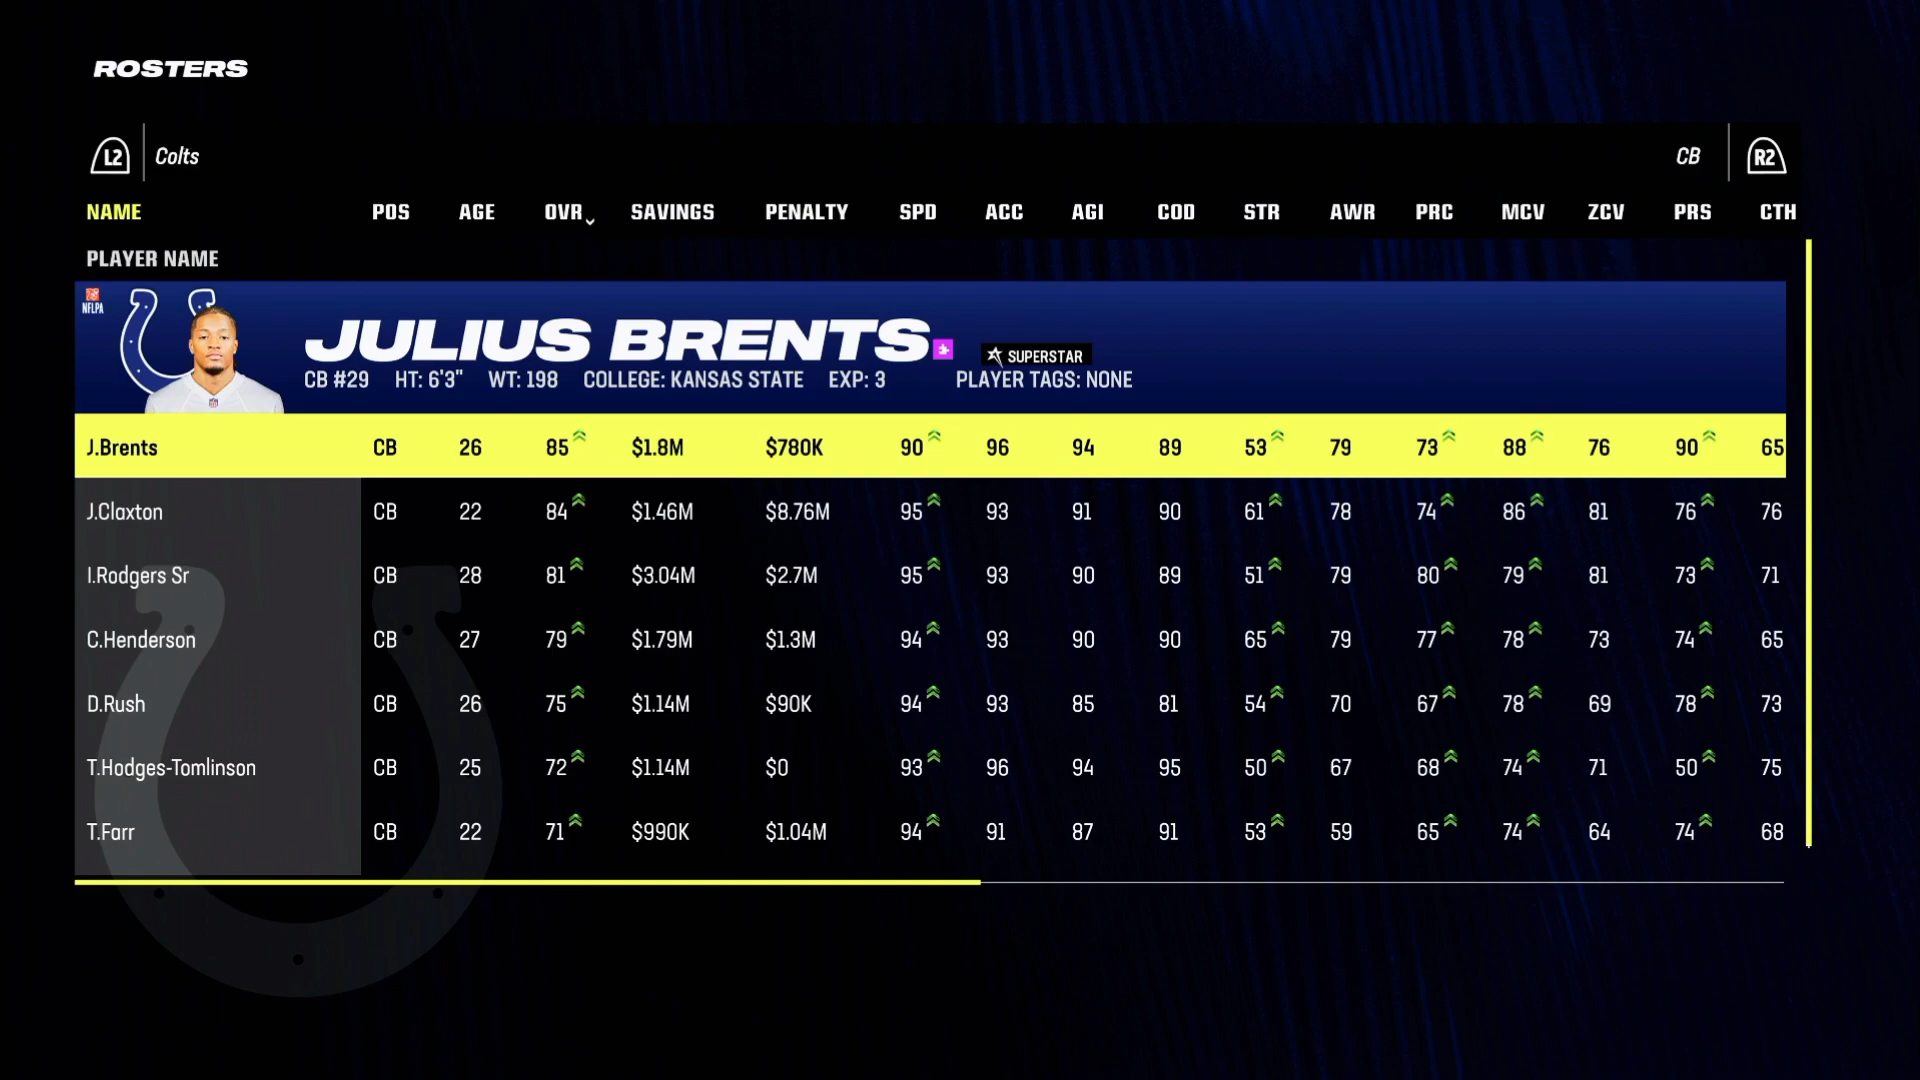 ROSTERS
L2 Colts CB R2
NAME POS AGE OVR SAVINGS PENALTY SPD ACC AGI COD STR AWR PRC MCV ZCV PRS CTH
PLAYER NAME
NFLPA
JULIUS BRENTS. SUPERSTAR
CB #29 HT: 6'3" WT: 198 COLLEGE: KANSAS STATE EXP: 3 PLAYER TAGS: NONE
J.Brents CB 26 85 $1.8M $780K 90 96 94 89 53 79 73 88 76 90 65
J.Claxton CB 22 84 $1.46M $8.76M 95 93 91 90 61 78 74 86 81 76 76
I.Rodgers Sr CB 28 81 $3.04M $2.7M 95 93 90 89 51 79 80 79 81 73 71
C.Henderson CB 27 79 $1.79M $1.3M 94 93 90 90 65 79 77 78 73 74 65
D.Rush CB 26 75 $1.14M $90K 94 93 85 81 54 70 67 78 69 78 73
T.Hodges-Tomlinson CB 25 72 $1.14M $0 93 96 94 95 50 67 68 74 71 50 75
T.Farr CB 22 71 $990K $1.04M 94 91 87 91 53 59 65 74 64 74 68